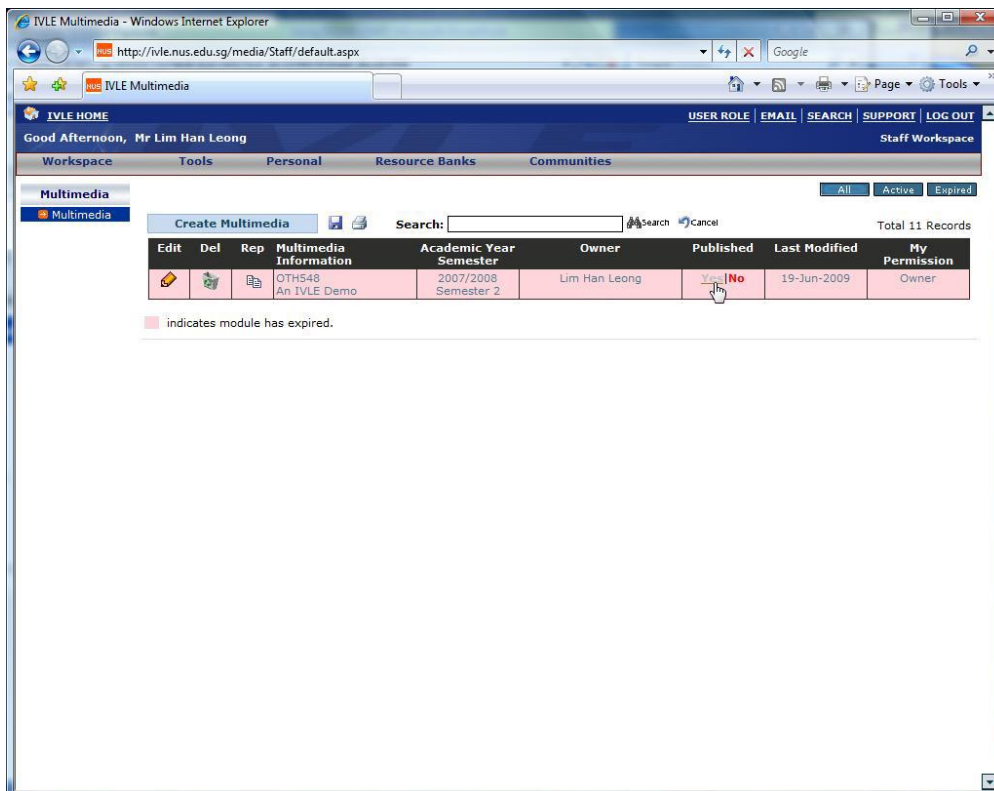 IVLE Multimedia - Windows Internet Explorer
http://ivle.nus.edu.sg/media/Staff/default.aspx
Google
NUS IVLE Multimedia
Page Tools
IVLE HOME USER ROLE | EMAIL | SEARCH | SUPPORT | LOG OUT
Good Afternoon, Mr Lim Han Leong Staff Workspace
Workspace Tools Personal Resource Banks Communities
Multimedia All Active Expired
Multimedia
Create Multimedia Search: Search Cancel Total 11 Records
Edit Del Rep Multimedia Information Academic Year Semester Owner Published Last Modified My Permission
OTH548 An IVLE Demo 2007/2008 Semester 2 Lim Han Leong Yes|No 19-Jun-2009 Owner
indicates module has expired.